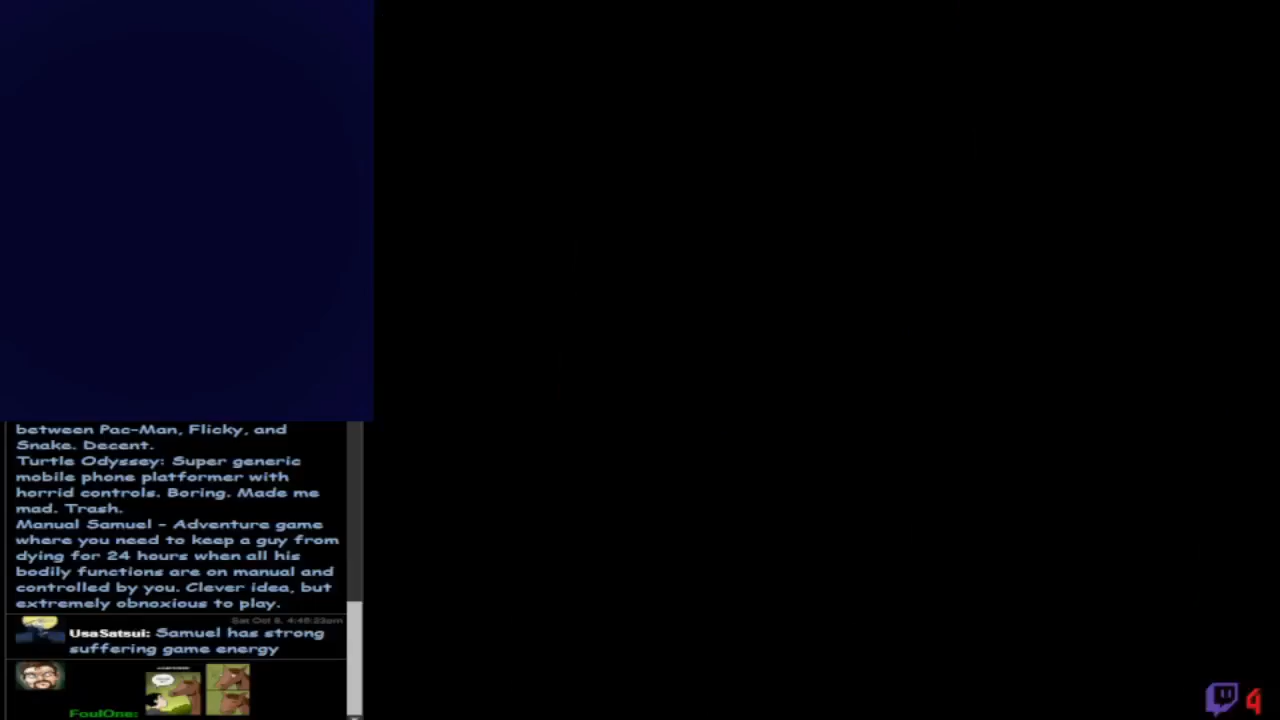 between Pac-Man, Flicky, and
Snake. Decent.
Turtle Odyssey: Super generic
mobile phone platformer with
horrid controls. Boring. Made me
mad. Trash.
Manual Samuel - Adventure game
where you need to keep a guy from
dying for 24 hours when all his
bodily functions are on manual and
controlled by you. Clever idea, but
extremely obnoxious to play.
UsaSatsui: Samuel has strong
suffering game energy
FoulOne:
4